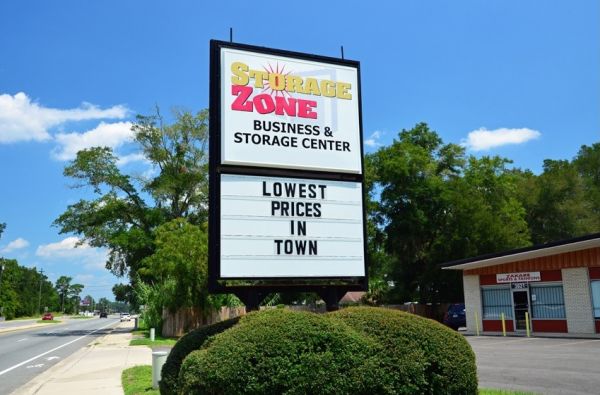 STORAGE
ZONE
BUSINESS &
STORAGE CENTER
LOWEST
PRICES
IN
TOWN